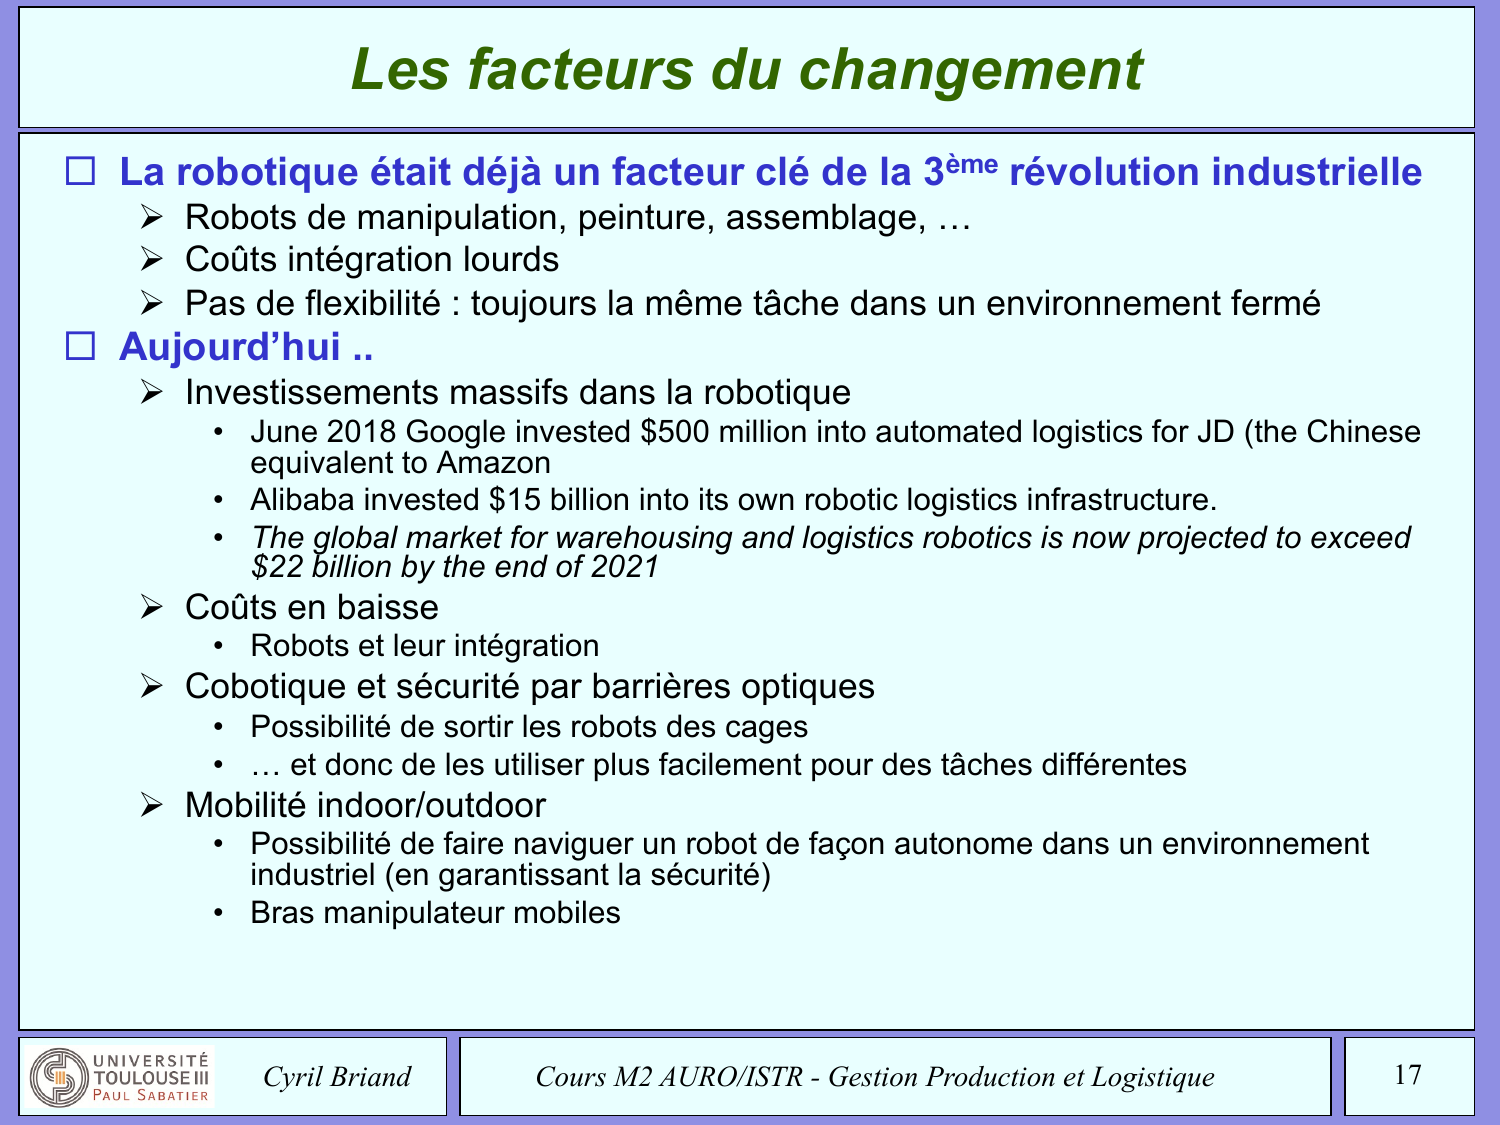 Les facteurs du changement
La robotique était déjà un facteur clé de la 3ème révolution industrielle
Robots de manipulation, peinture, assemblage, …
Coûts intégration lourds
Pas de flexibilité : toujours la même tâche dans un environnement fermé
Aujourd’hui ..
Investissements massifs dans la robotique
• June 2018 Google invested $500 million into automated logistics for JD (the Chinese
equivalent to Amazon
• Alibaba invested $15 billion into its own robotic logistics infrastructure.
• The global market for warehousing and logistics robotics is now projected to exceed
$22 billion by the end of 2021
Coûts en baisse
• Robots et leur intégration
Cobotique et sécurité par barrières optiques
• Possibilité de sortir les robots des cages
• … et donc de les utiliser plus facilement pour des tâches différentes
Mobilité indoor/outdoor
• Possibilité de faire naviguer un robot de façon autonome dans un environnement
industriel (en garantissant la sécurité)
• Bras manipulateur mobiles
UNIVERSITÉ
TOULOUSE III
PAUL SABATIER
Cyril Briand
Cours M2 AURO/ISTR - Gestion Production et Logistique
17